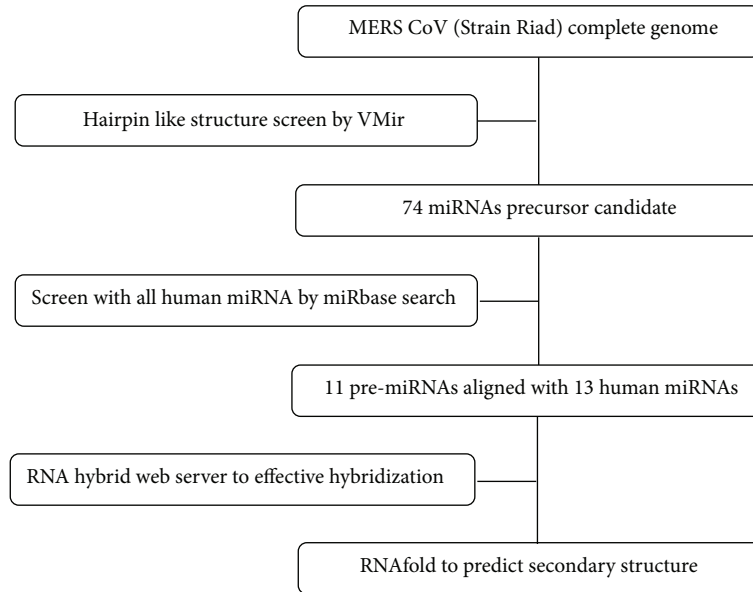 MERS CoV (Strain Riad) complete genome
Hairpin like structure screen by VMir
74 miRNAs precursor candidate
Screen with all human miRNA by miRbase search
11 pre-miRNAs aligned with 13 human miRNAs
RNA hybrid web server to effective hybridization
RNAfold to predict secondary structure